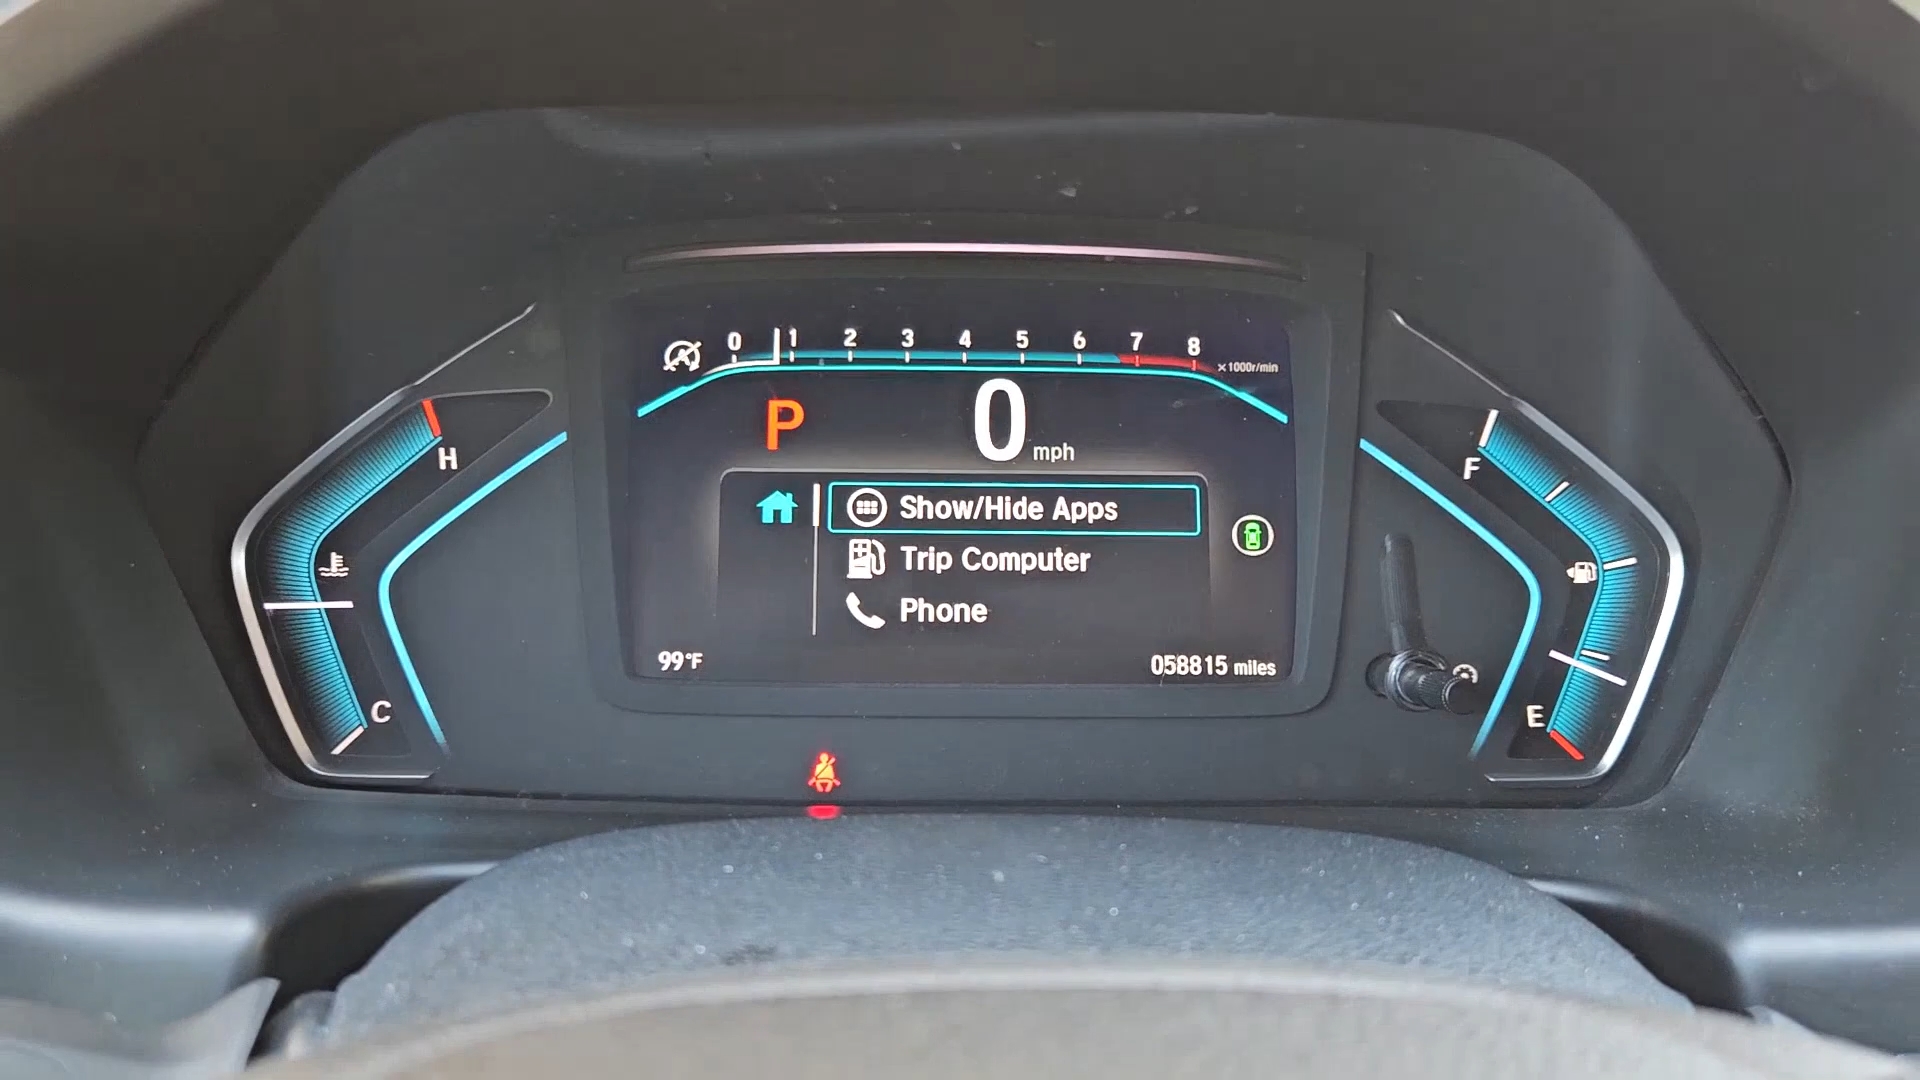 0 1 2 3 4 5 6 7 8
×1000r/min
P
0 mph
H
F
Show/Hide Apps
Trip Computer
Phone
99°F
058815 miles
C
E